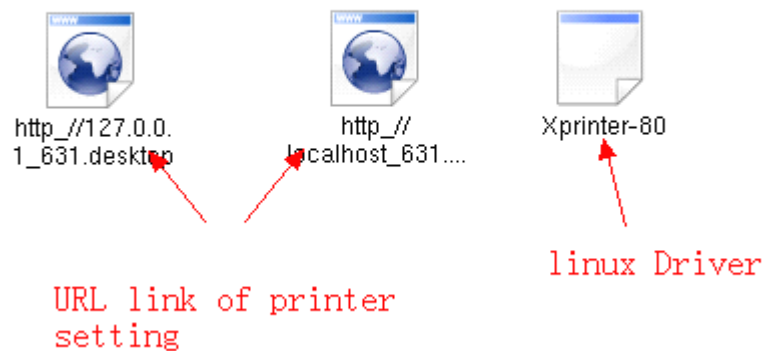 http_//127.0.0.
1_631.desktop
http_//
localhost_631....
Xprinter-80
linux Driver
URL link of printer
setting